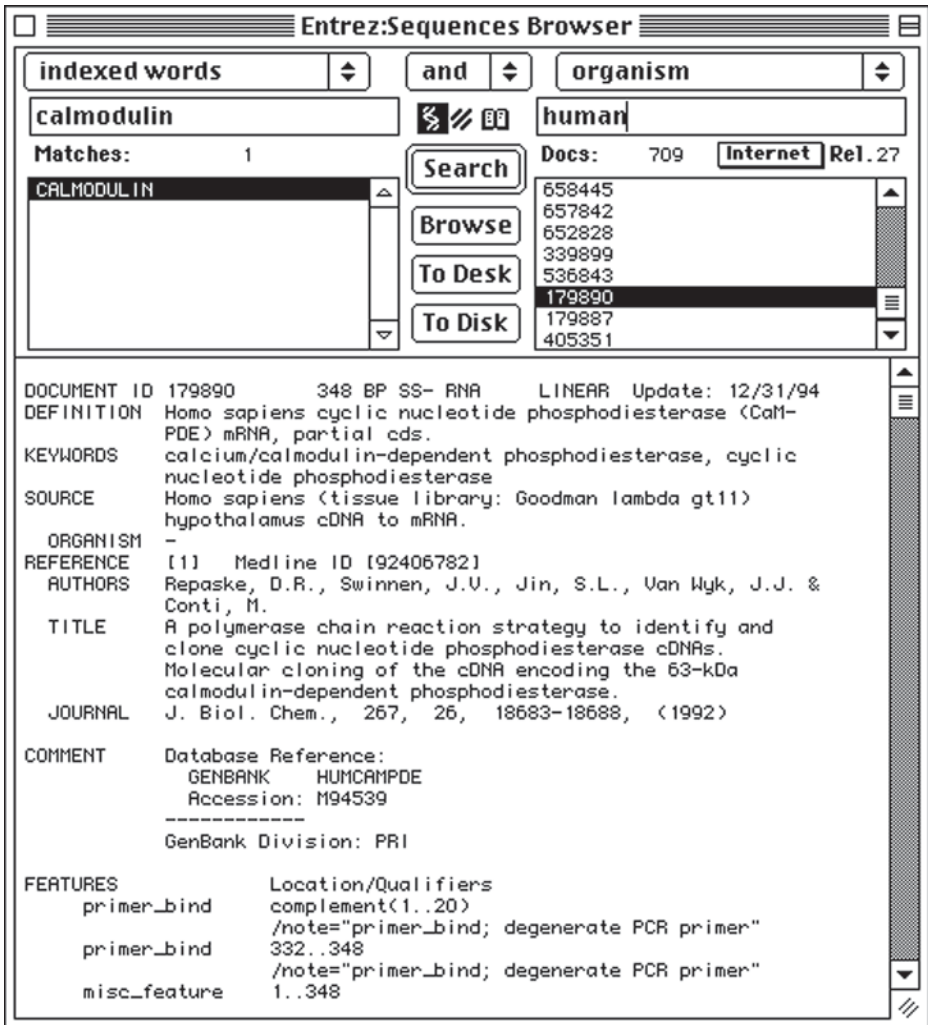 Entrez:Sequences Browser
indexed words and organism
calmodulin human
Matches: 1 Search Docs: 709 Internet Rel. 27
CALMODULIN
Browse
To Desk
To Disk
658445
657842
652828
339899
536843
179890
179887
405351
DOCUMENT ID 179890 348 BP SS- RNA LINEAR Update: 12/31/94
DEFINITION Homo sapiens cyclic nucleotide phosphodiesterase (CaM-
PDE) mRNA, partial cds.
KEYWORDS calcium/calmodulin-dependent phosphodiesterase, cyclic
nucleotide phosphodiesterase
SOURCE Homo sapiens (tissue library: Goodman lambda gt11)
hypothalamus cDNA to mRNA.
ORGANISM -
REFERENCE [1] Medline ID [92406782]
AUTHORS Repaske, D.R., Swinnen, J.V., Jin, S.L., Van Wyk, J.J. &
Conti, M.
TITLE A polymerase chain reaction strategy to identify and
clone cyclic nucleotide phosphodiesterase cDNAs.
Molecular cloning of the cDNA encoding the 63-kDa
calmodulin-dependent phosphodiesterase.
JOURNAL J. Biol. Chem., 267, 26, 18683-18688, (1992)
COMMENT Database Reference:
GENBANK HUMCAMPDE
Accession: M94539
------------
GenBank Division: PRI
FEATURES Location/Qualifiers
primer_bind complement(1..20)
/note="primer_bind; degenerate PCR primer"
primer_bind 332..348
/note="primer_bind; degenerate PCR primer"
misc_feature 1..348